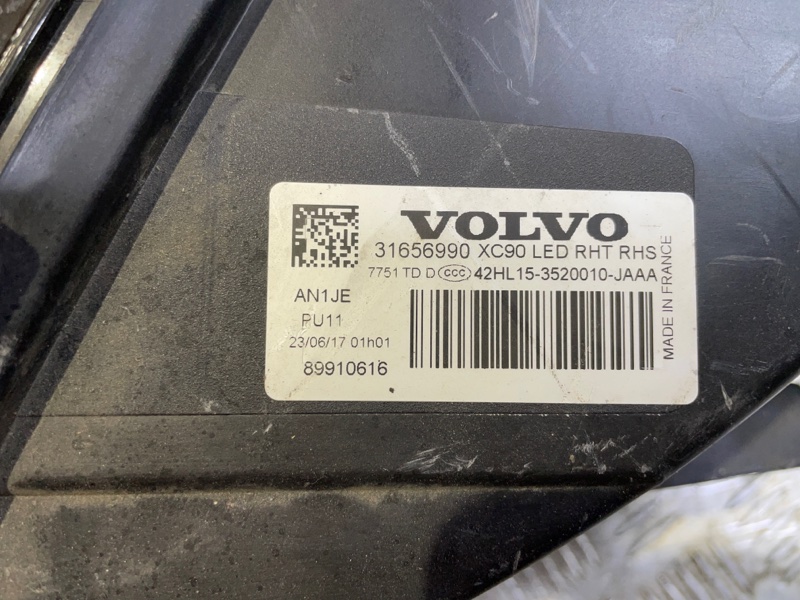 VOLVO
31656990 XC90 LED RHT RHS
7751 TD D CCC 42HL15-3520010-JAAA
AN1JE
PU11
23/06/17 01h01
89910616
MADE IN FRANCE